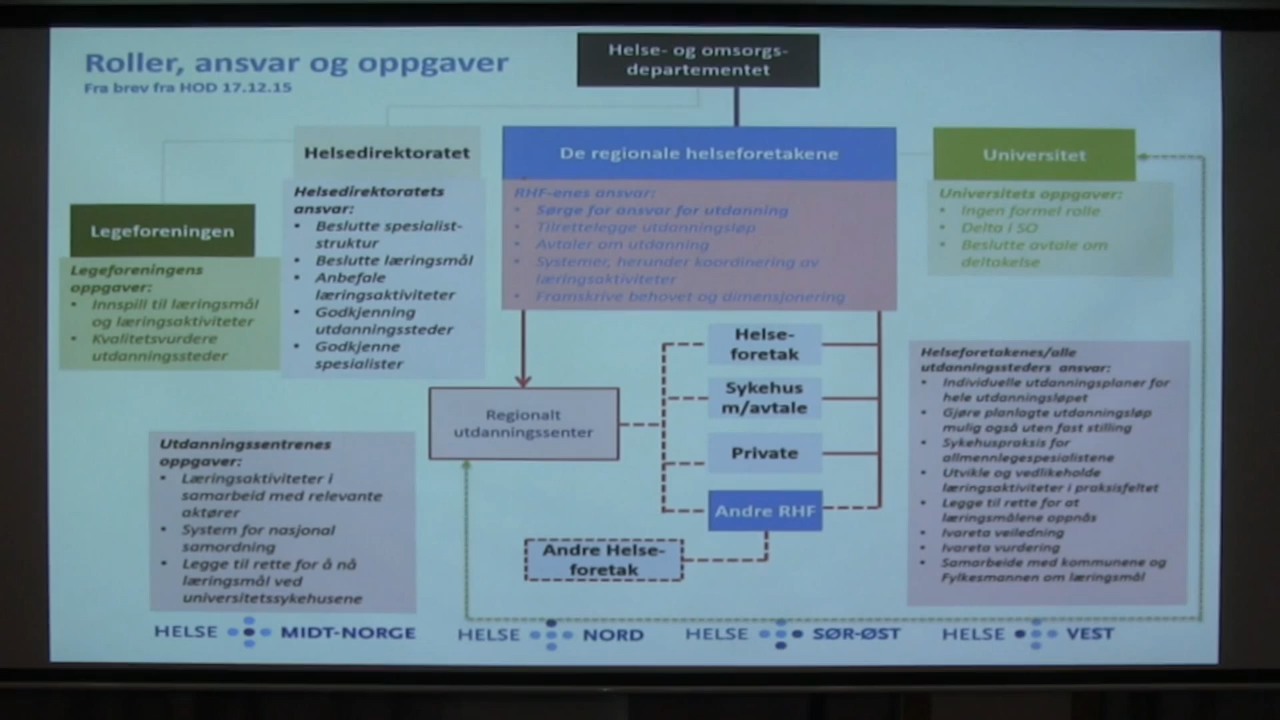 Roller, ansvar og oppgaver
Fra brev fra HOD 17.12.15
Helse- og omsorgs-
departementet
Helsedirektoratet
Helsedirektoratets
ansvar:
• Beslutte spesialist-
struktur
• Beslutte læringsmål
• Anbefale
læringsaktiviteter
• Godkjenning
utdanningssteder
• Godkjenne
spesialister
De regionale helseforetakene
RHF-enes ansvar:
• Sørge for ansvar for utdanning
• Tilrettelegge utdanningsløp
• Avtaler om utdanning
• Systemer, herunder koordinering av
læringsaktiviteter
• Framskrive behovet og dimensjonering
Universitet
Universitets oppgaver:
• Ingen formel rolle
• Delta i SO
• Beslutte avtale om
deltakelse
Legeforeningen
Legeforeningens
oppgaver:
• Innspill til læringsmål
og læringsaktiviteter
• Kvalitetsvurdere
utdanningssteder
Regionalt
utdanningssenter
Helse-
foretak
Sykehus
m/avtale
Private
Andre RHF
Andre Helse-
foretak
Utdanningssentrenes
oppgaver:
• Læringsaktiviteter i
samarbeid med relevante
aktører
• System for nasjonal
samordning
• Legge til rette for å nå
læringsmål ved
universitetssykehusene
Helseforetakenes/alle
utdanningssteders ansvar:
• Individuelle utdanningsplaner for
hele utdanningsløpet
• Gjøre planlagte utdanningsløp
mulig også uten fast stilling
• Sykehuspraksis for
allmennlegespesialistene
• Utvikle og vedlikeholde
læringsaktiviteter i praksisfeltet
• Legge til rette for at
læringsmålene oppnås
• Ivareta veiledning
• Ivareta vurdering
• Samarbeide med kommunene og
Fylkesmannen om læringsmål
HELSE MIDT-NORGE
HELSE NORD
HELSE SØR-ØST
HELSE VEST